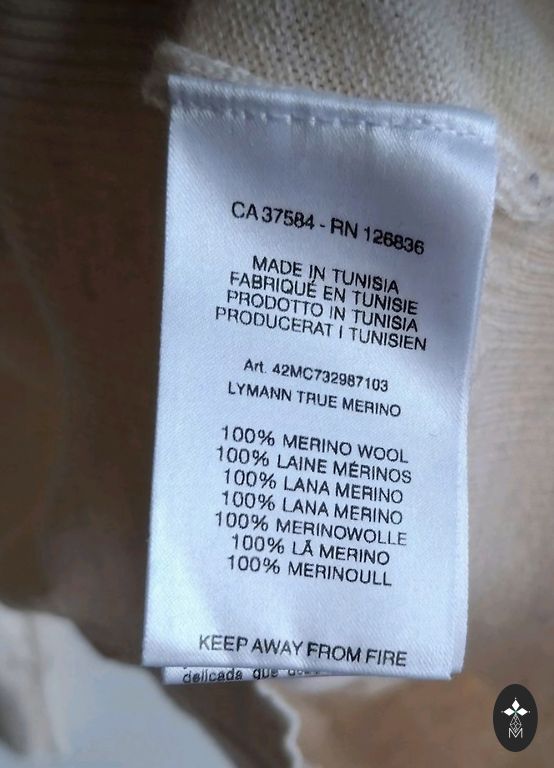 CA 37584 - RN 126836
MADE IN TUNISIA
FABRIQUÉ EN TUNISIE
PRODOTTO IN TUNISIA
PRODUCERAT I TUNISIEN
Art. 42MC732987103
LYMANN TRUE MERINO
100% MERINO WOOL
100% LAINE MÉRINOS
100% LANA MERINO
100% LANA MERINO
100% MERINOWOLLE
100% LÃ MERINO
100% MERINOULL
KEEP AWAY FROM FIRE
delicada que
M